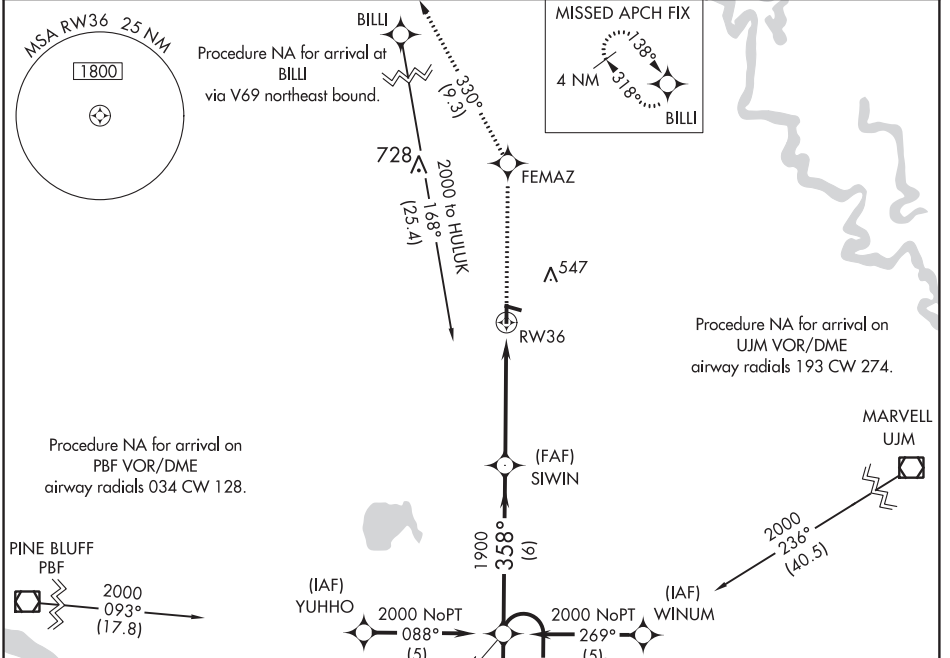 MSA RW36 25 NM
1800
BILLI
Procedure NA for arrival at
BILLI
via V69 northeast bound.
330°
(9.3)
MISSED APCH FIX
138°
4 NM
318°
BILLI
728
2000 to HULUK
168°
(25.4)
FEMAZ
547
RW36
Procedure NA for arrival on
UJM VOR/DME
airway radials 193 CW 274.
MARVELL
UJM
Procedure NA for arrival on
PBF VOR/DME
airway radials 034 CW 128.
(FAF)
SIWIN
1900
358°
(6)
2000
236°
(40.5)
PINE BLUFF
PBF
2000
093°
(17.8)
(IAF)
YUHHO
2000 NoPT
088°
(5)
2000 NoPT
269°
(5)
(IAF)
WINUM